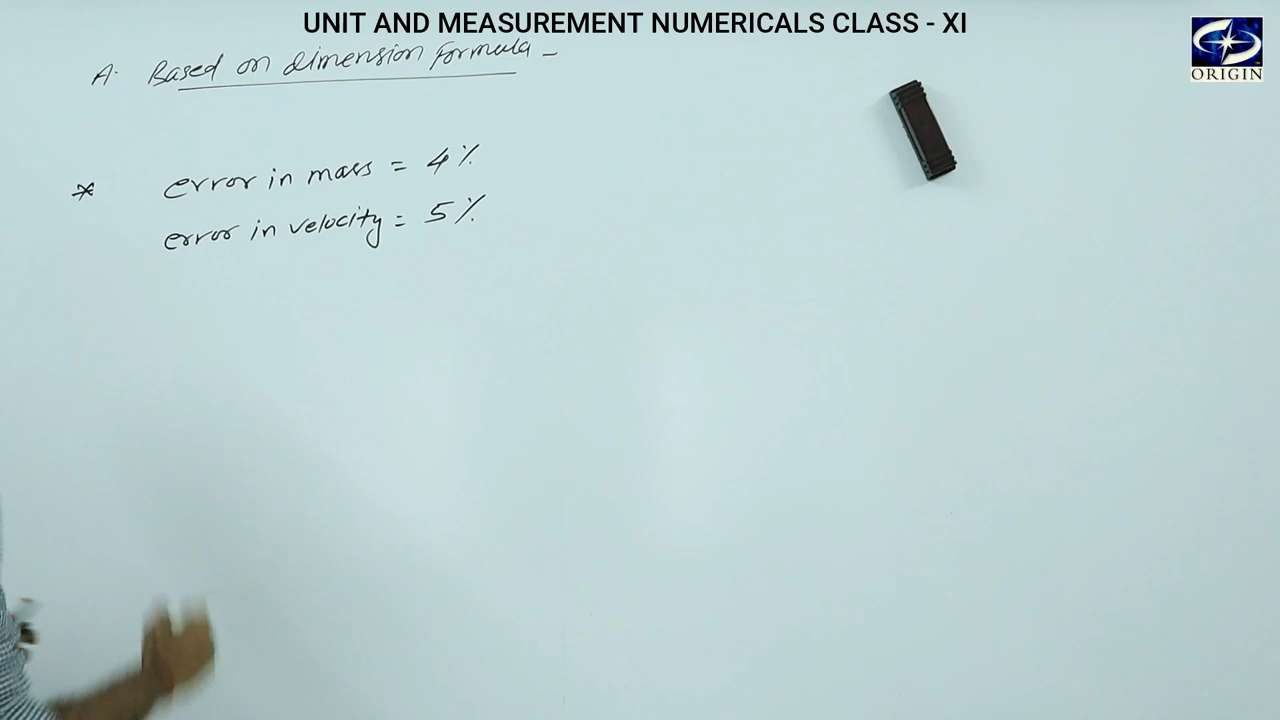 UNIT AND MEASUREMENT NUMERICALS CLASS - XI
ORIGIN
A. Based on dimension formula -
* error in mass = 4%
error in velocity = 5%